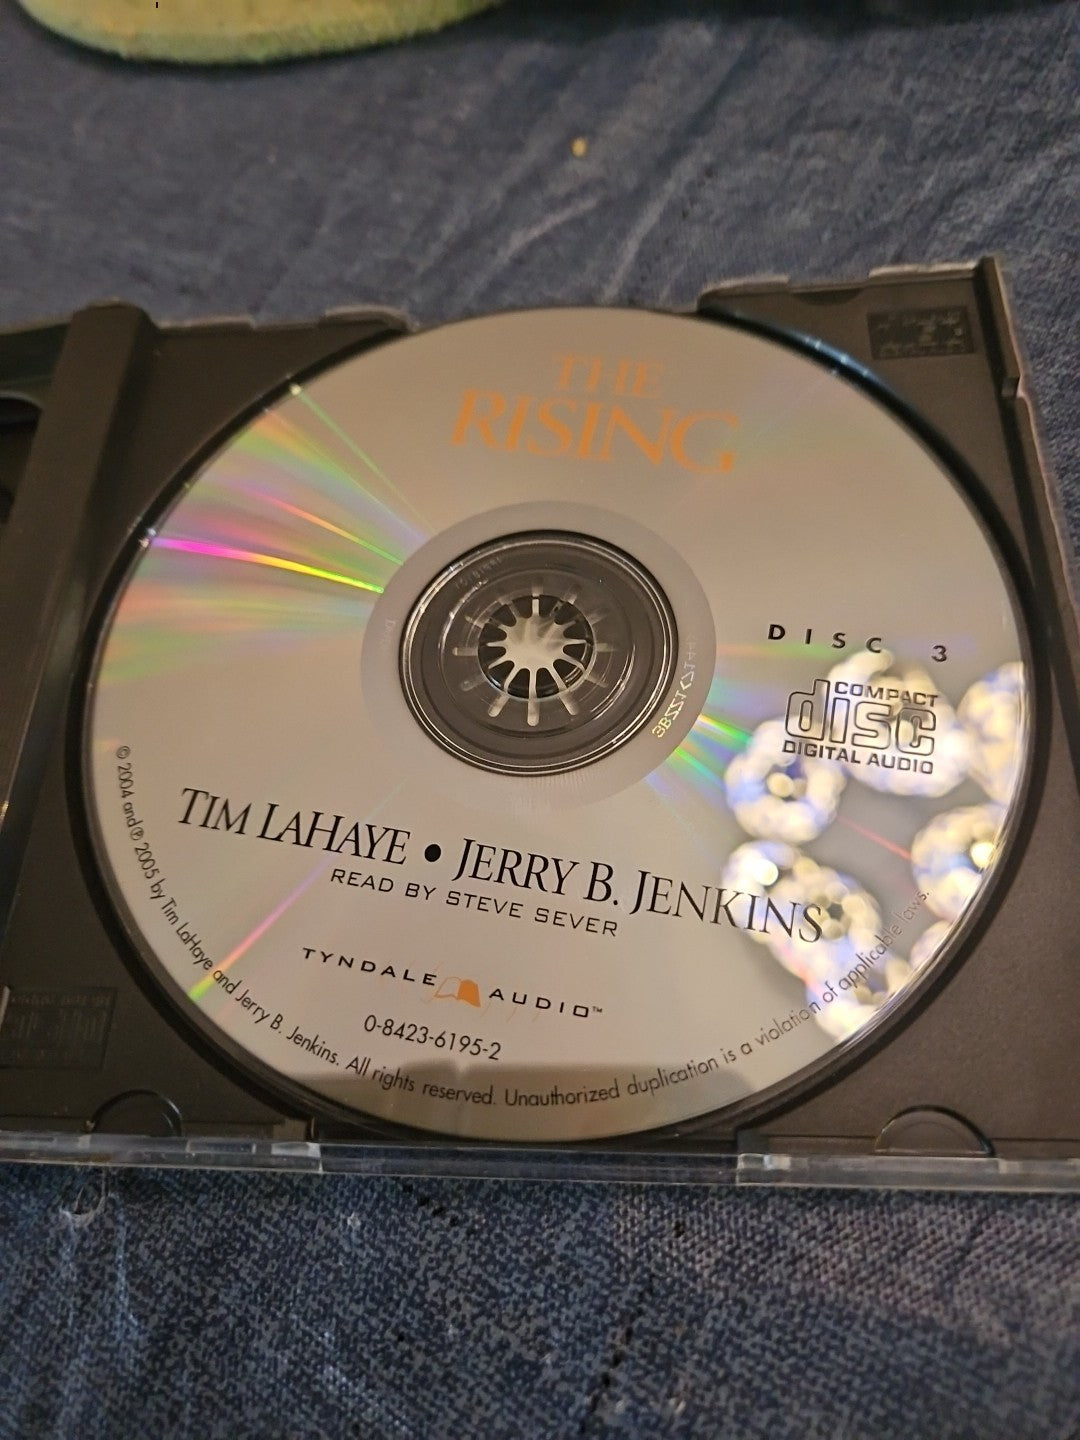 THE
RISING
DISC 3
COMPACT
disc
DIGITAL AUDIO
TIM LAHAYE • JERRY B. JENKINS
READ BY STEVE SEVER
TYNDALE AUDIO™
0-8423-6195-2
© 2004 and ℗ 2005 by Tim LaHaye and Jerry B. Jenkins. All rights reserved. Unauthorized duplication is a violation of applicable laws.